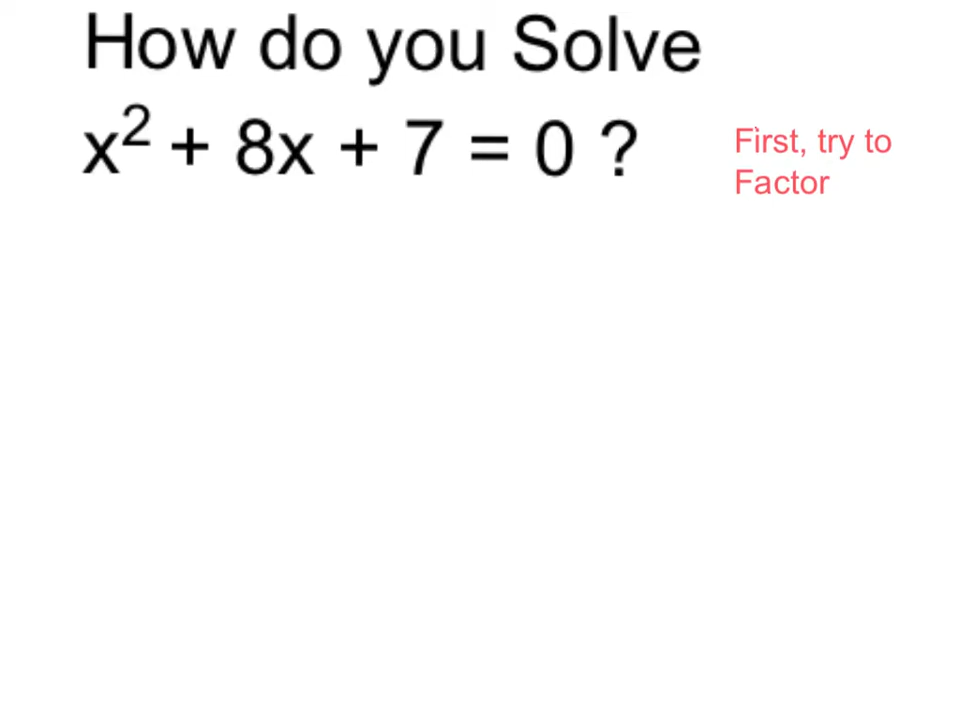 How do you Solve
x² + 8x + 7 = 0 ?
First, try to
Factor